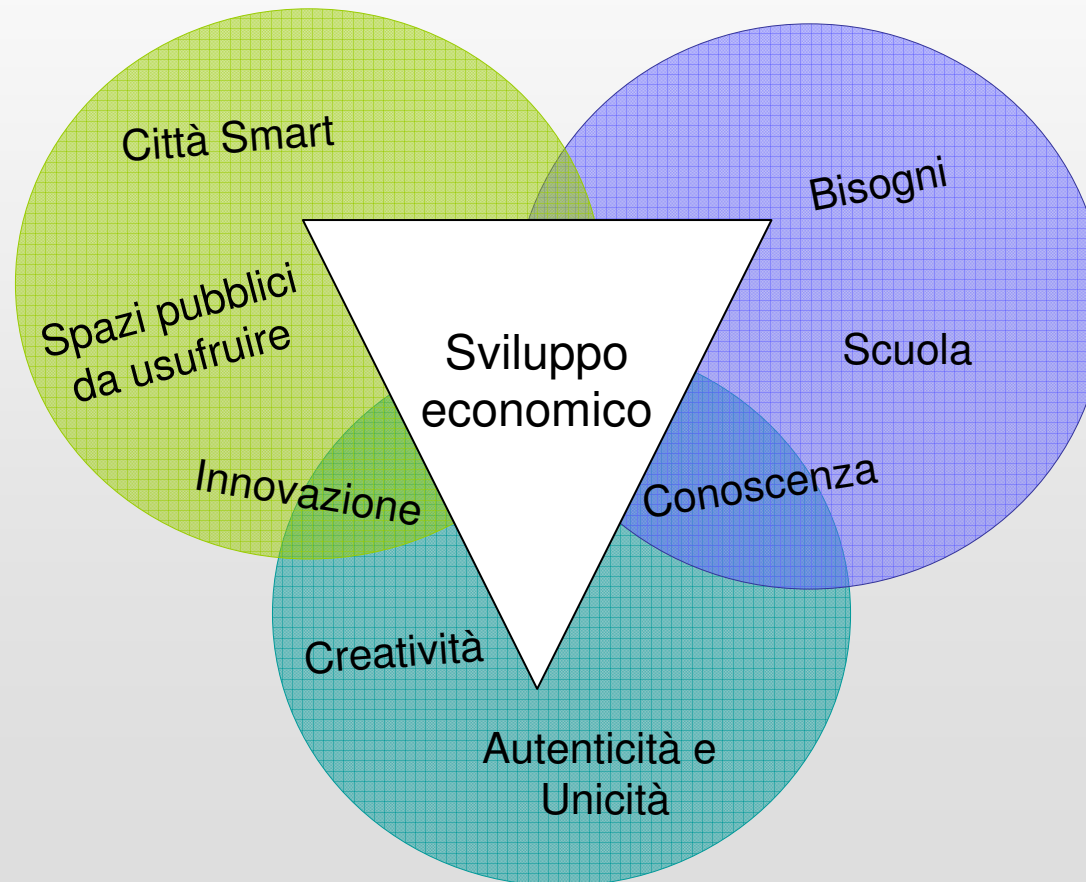 Città Smart
Bisogni
Spazi pubblici
da usufruire
Sviluppo
economico
Scuola
Innovazione
Conoscenza
Creatività
Autenticità e
Unicità